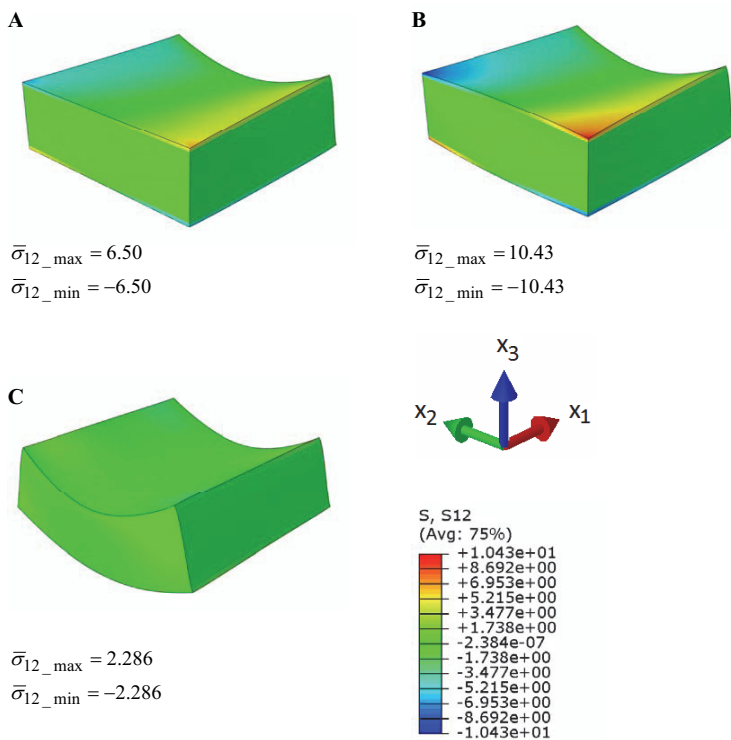 A
σ̅12_max = 6.50
σ̅12_min = −6.50
B
σ̅12_max = 10.43
σ̅12_min = −10.43
C
σ̅12_max = 2.286
σ̅12_min = −2.286
x3
x2
x1
S, S12
(Avg: 75%)
+1.043e+01
+8.692e+00
+6.953e+00
+5.215e+00
+3.477e+00
+1.738e+00
-2.384e-07
-1.738e+00
-3.477e+00
-5.215e+00
-6.953e+00
-8.692e+00
-1.043e+01